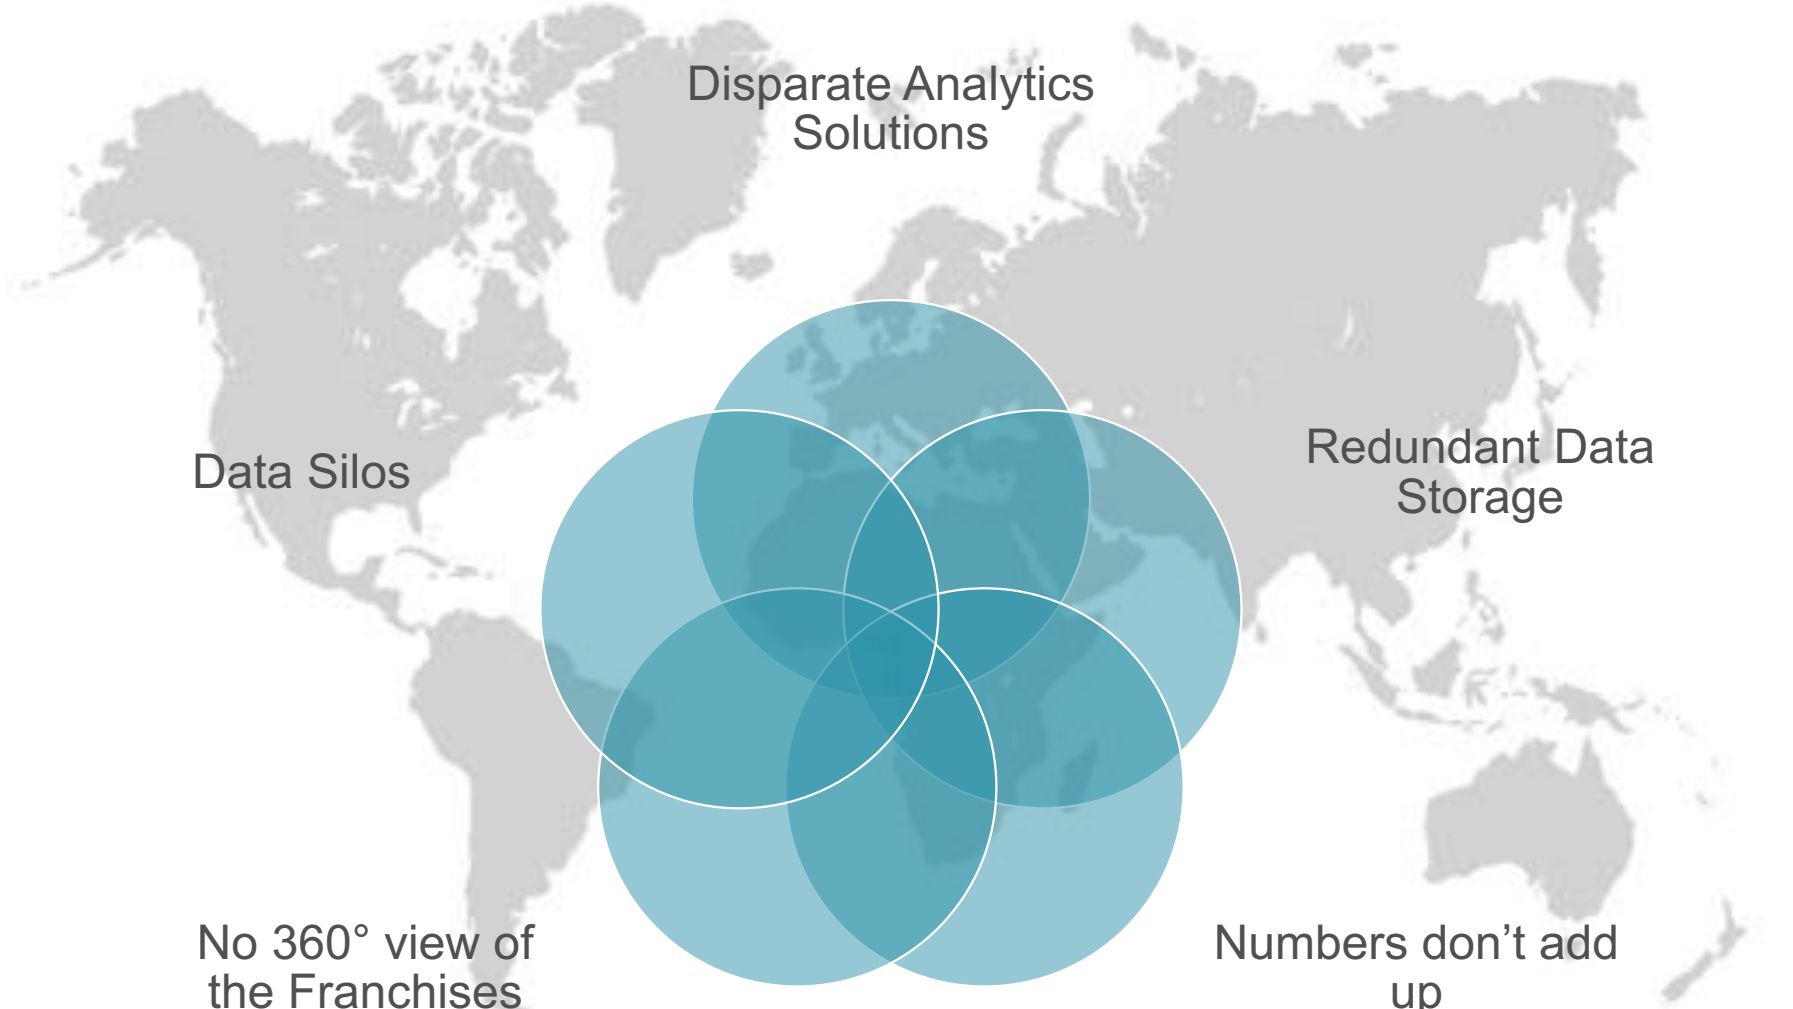 Disparate Analytics
Solutions
Data Silos
Redundant Data
Storage
No 360° view of
the Franchises
Numbers don’t add
up